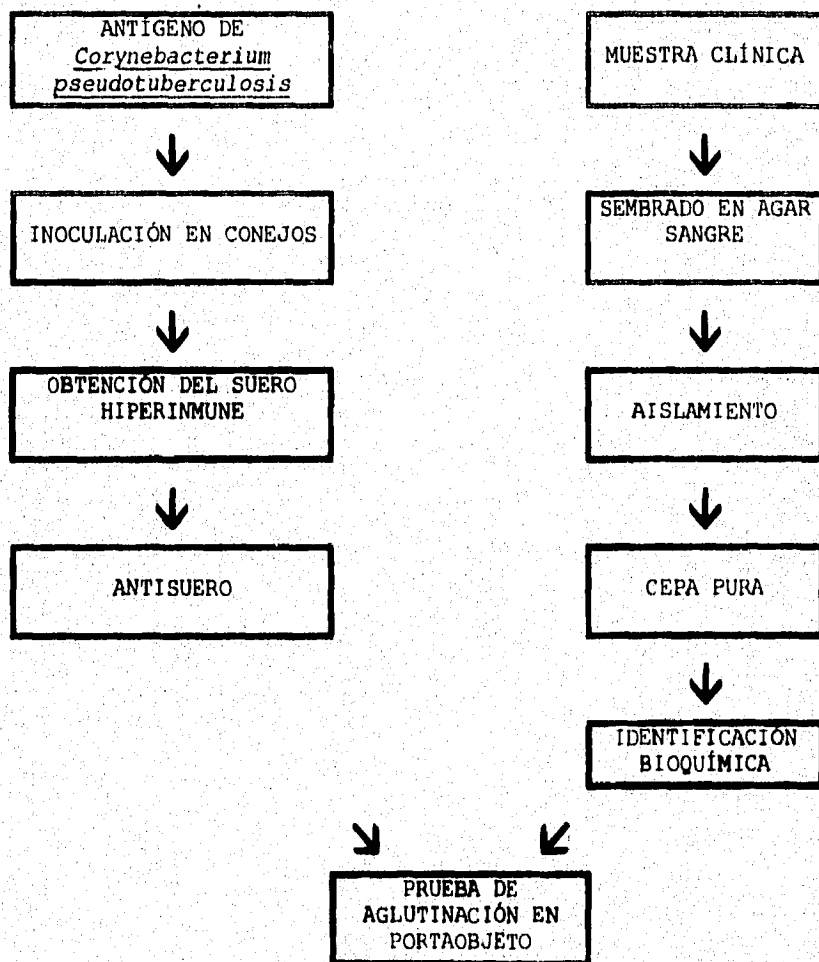 ANTÍGENO DE
Corynebacterium
pseudotuberculosis
INOCULACIÓN EN CONEJOS
OBTENCIÓN DEL SUERO
HIPERINMUNE
ANTISUERO
MUESTRA CLÍNICA
SEMBRADO EN AGAR
SANGRE
AISLAMIENTO
CEPA PURA
IDENTIFICACIÓN
BIOQUÍMICA
PRUEBA DE
AGLUTINACIÓN EN
PORTAOBJETO